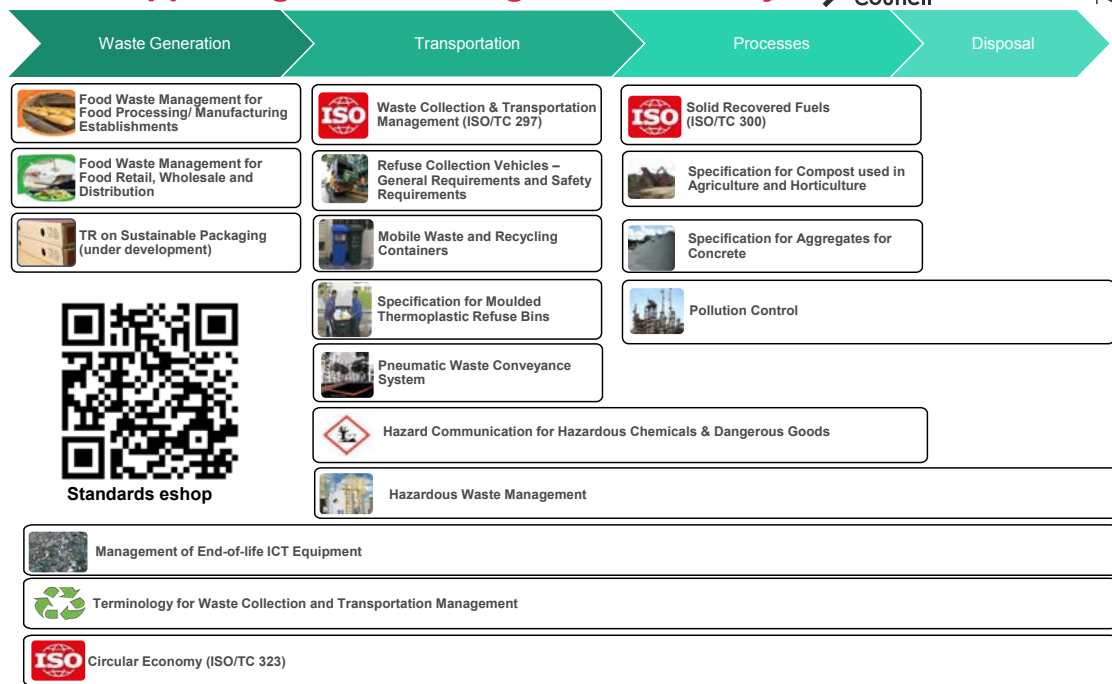 Council
Waste Generation
Transportation
Processes
Disposal
Food Waste Management for
Food Processing/ Manufacturing
Establishments
Food Waste Management for
Food Retail, Wholesale and
Distribution
TR on Sustainable Packaging
(under development)
Standards eshop
ISO
Waste Collection & Transportation
Management (ISO/TC 297)
Refuse Collection Vehicles –
General Requirements and Safety
Requirements
Mobile Waste and Recycling
Containers
Specification for Moulded
Thermoplastic Refuse Bins
Pneumatic Waste Conveyance
System
ISO
Solid Recovered Fuels
(ISO/TC 300)
Specification for Compost used in
Agriculture and Horticulture
Specification for Aggregates for
Concrete
Pollution Control
Hazard Communication for Hazardous Chemicals & Dangerous Goods
Hazardous Waste Management
Management of End-of-life ICT Equipment
Terminology for Waste Collection and Transportation Management
ISO
Circular Economy (ISO/TC 323)